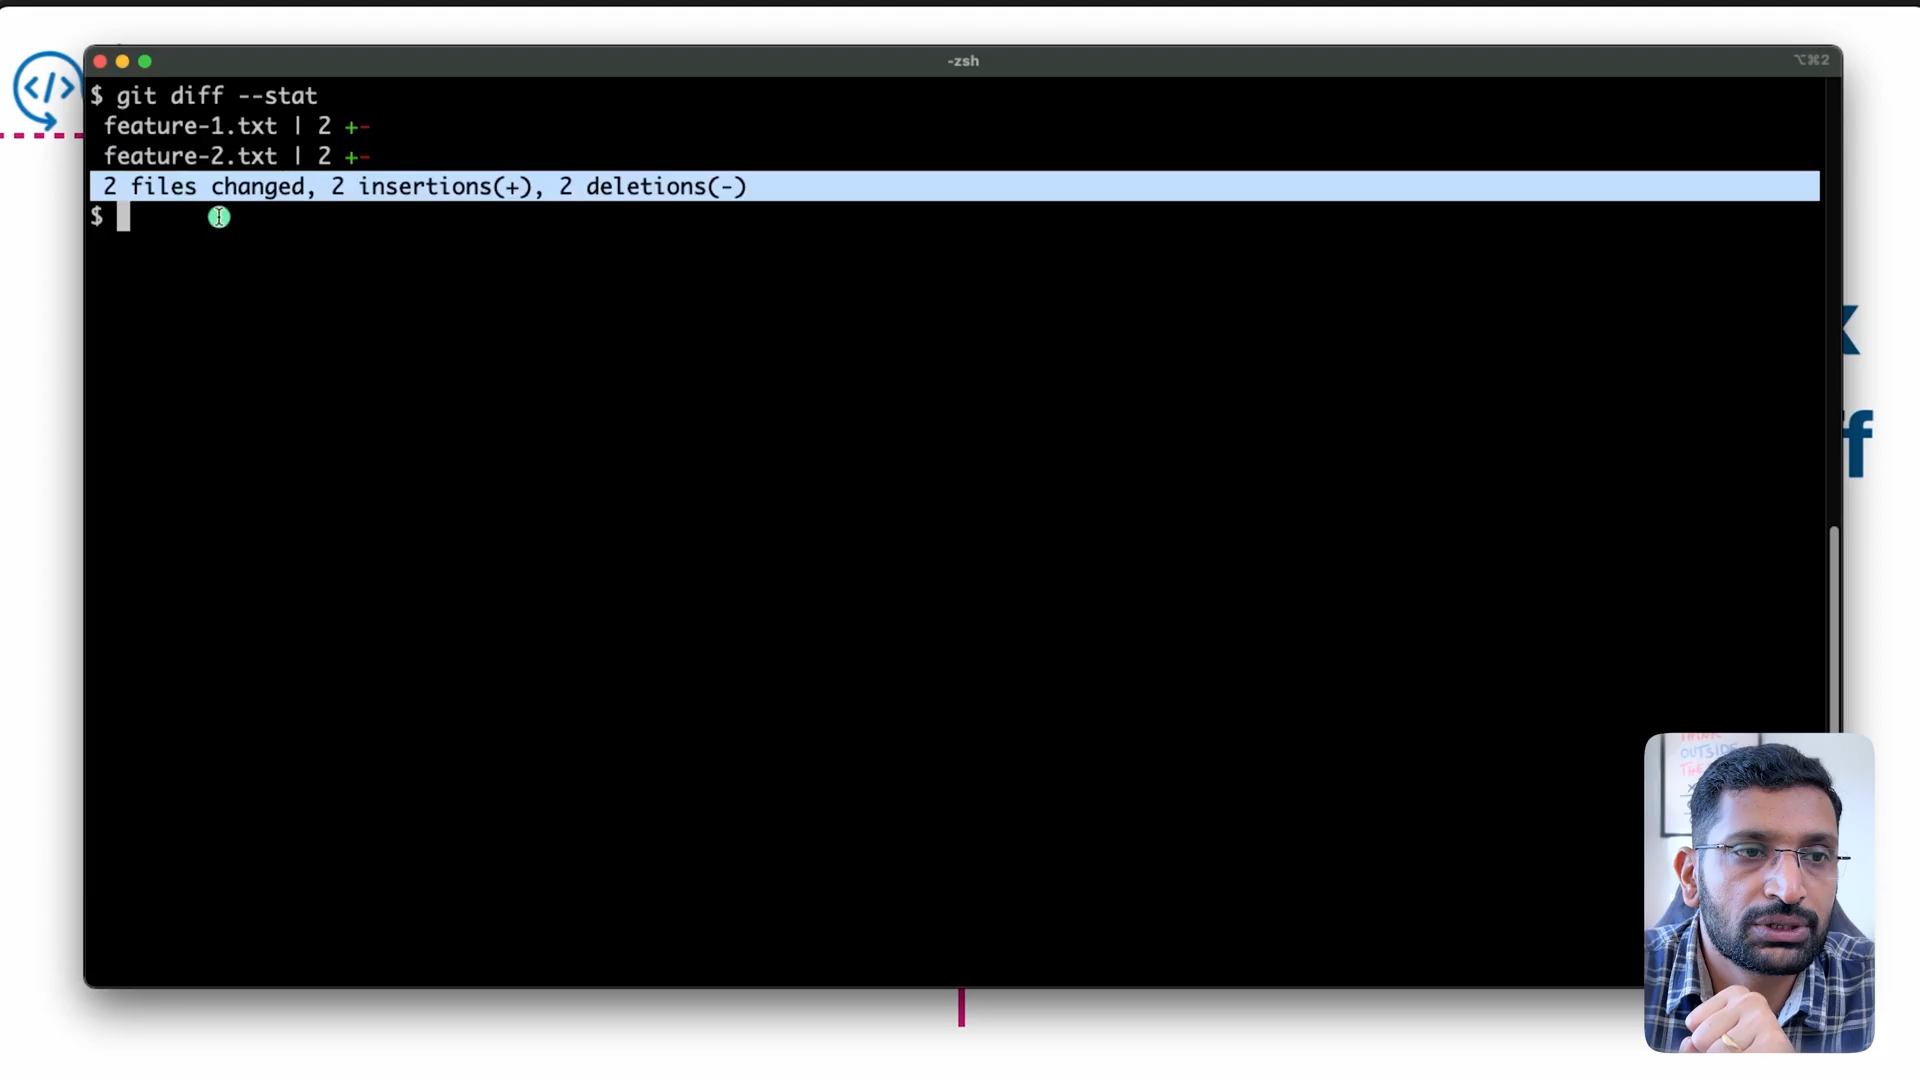 -zsh
⌥⌘2
$ git diff --stat
feature-1.txt | 2 +-
feature-2.txt | 2 +-
2 files changed, 2 insertions(+), 2 deletions(-)
$
</>
OUTSIDE